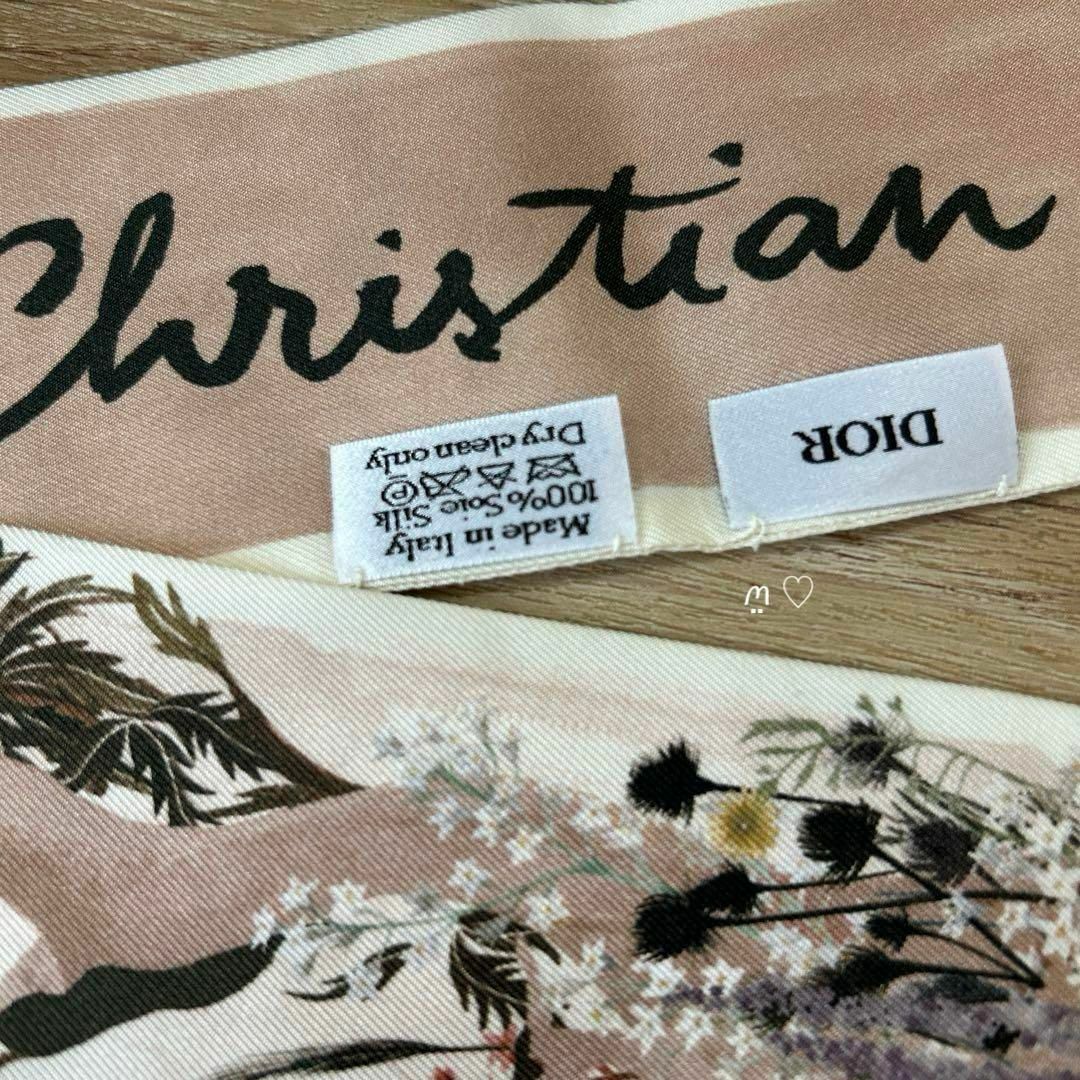 Christian
DIOR
Made in Italy
100% Soie Silk
Dry clean only
ო ♡